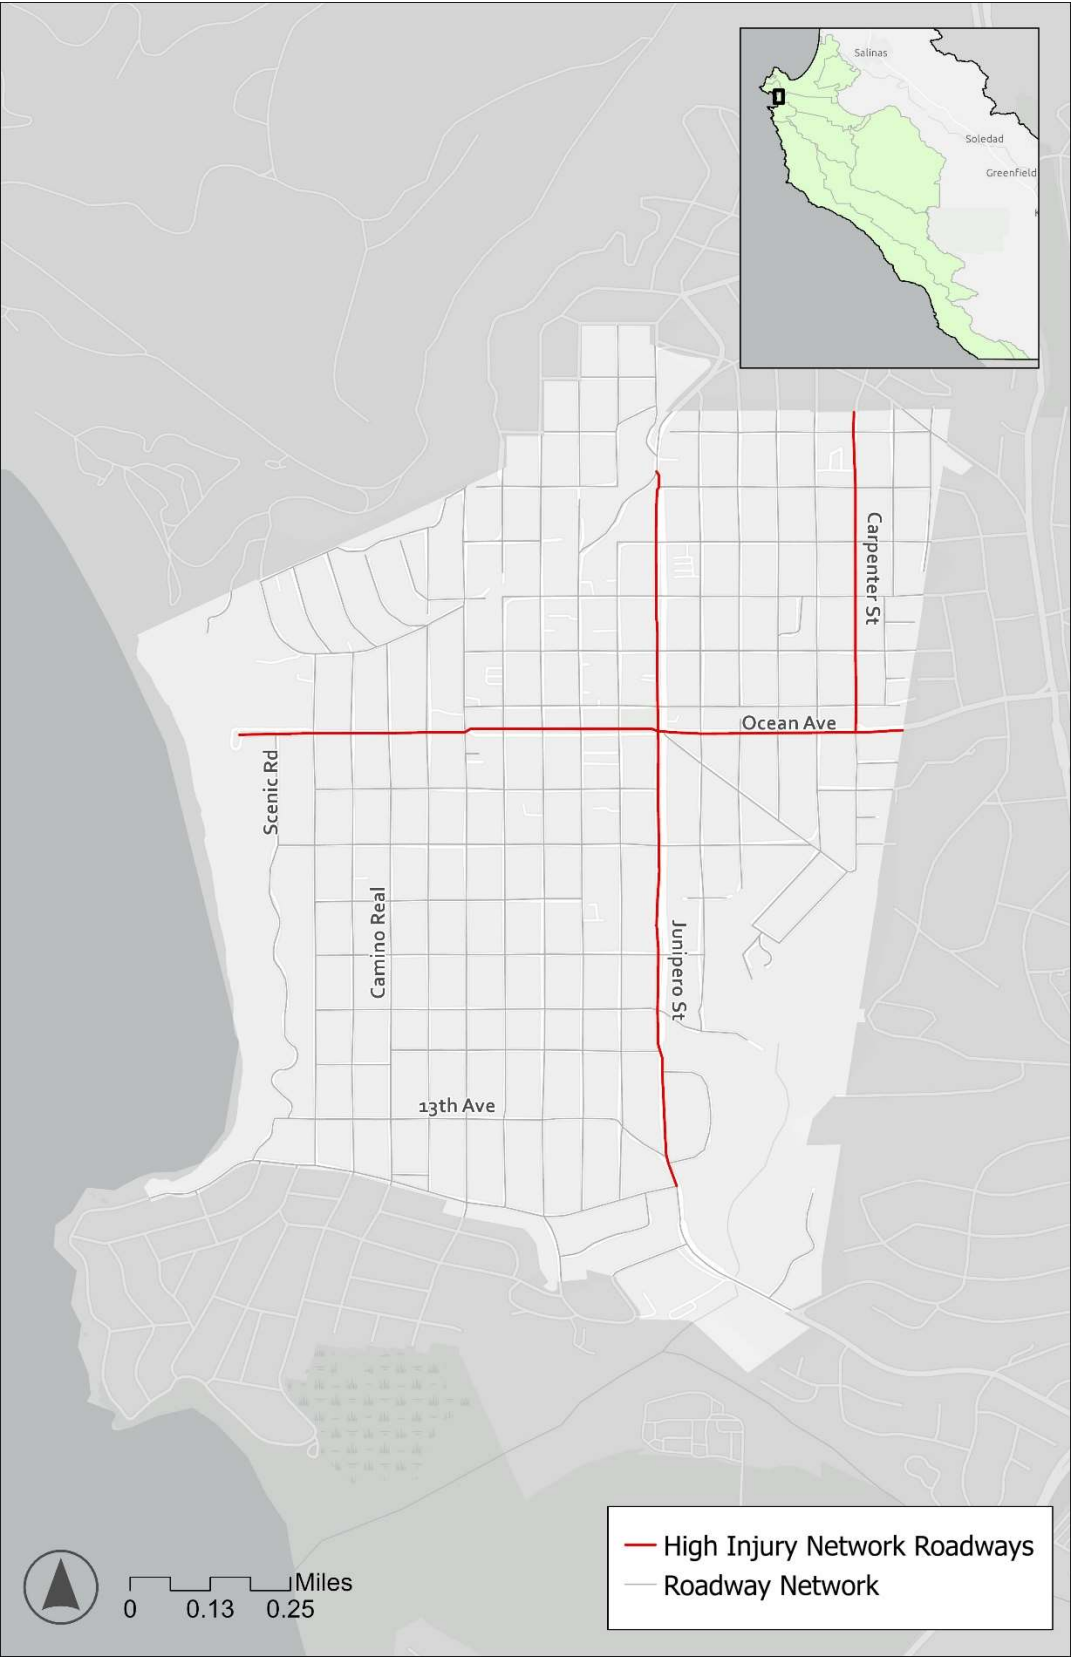 Salinas
Soledad
Greenfield
K
Carpenter St
Ocean Ave
Scenic Rd
Camino Real
Junipero St
13th Ave
High Injury Network Roadways
Roadway Network
Miles
0 0.13 0.25